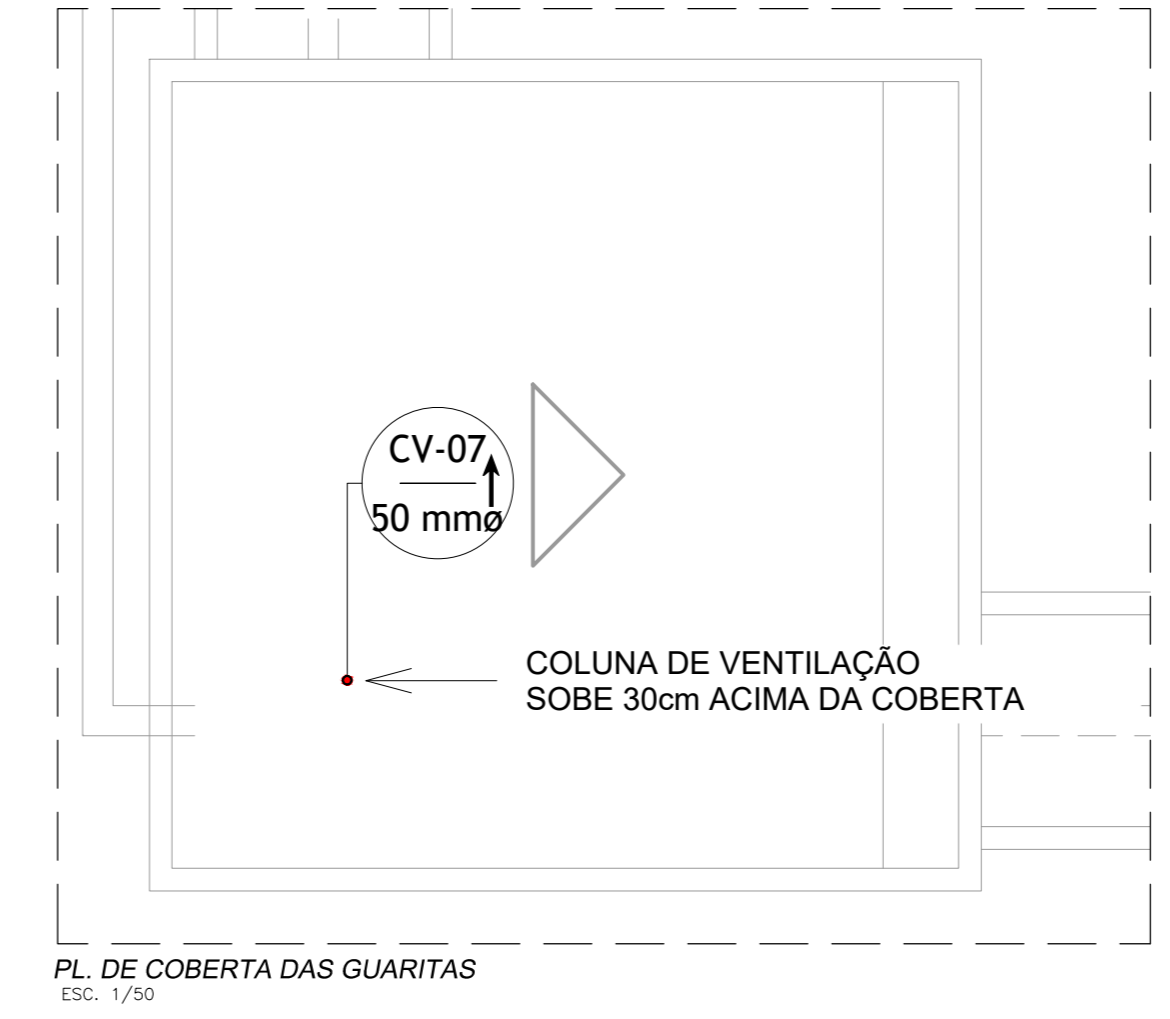 CV-07
50 mmø
COLUNA DE VENTILAÇÃO
SOBE 30cm ACIMA DA COBERTA
PL. DE COBERTA DAS GUARITAS
ESC. 1/50